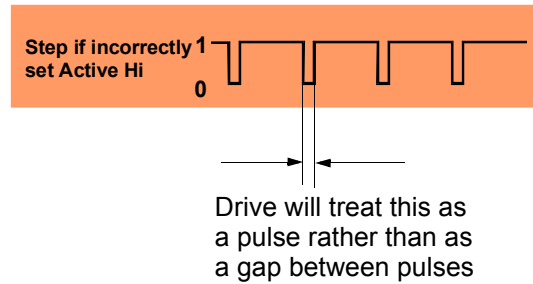 Step if incorrectly 1
set Active Hi
0
Drive will treat this as
a pulse rather than as
a gap between pulses